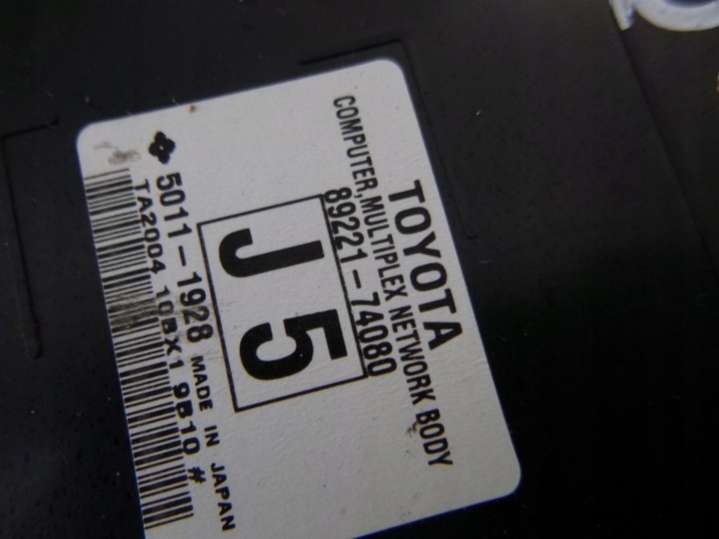 TOYOTA
COMPUTER,MULTIPLEX NETWORK BODY
89221-74080
J5
5011-1928 MADE IN JAPAN
TA2004 10BX1 9B10 #